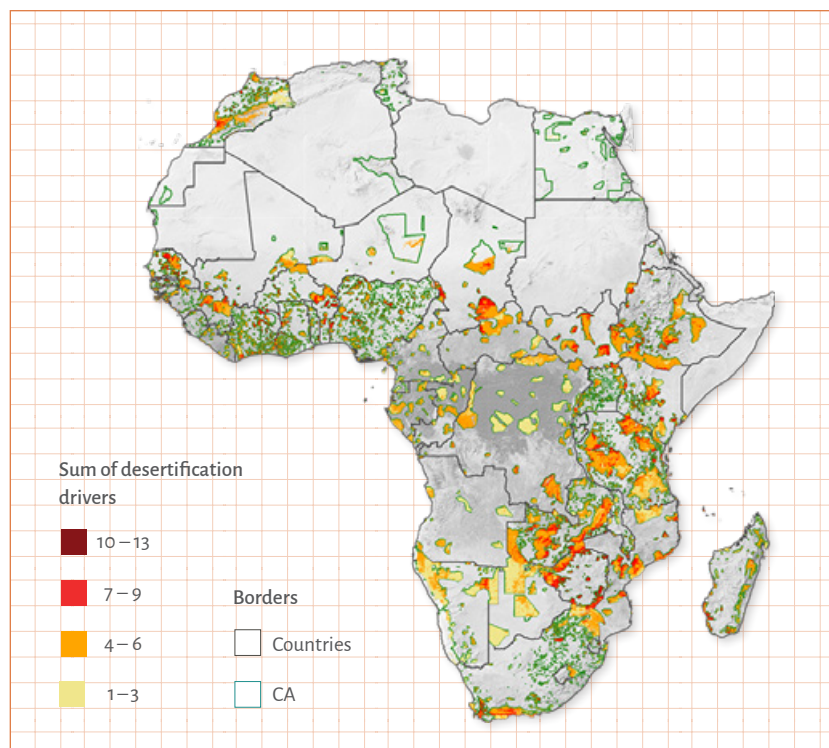 Sum of desertification
drivers
10–13
7–9
4–6
1–3
Borders
Countries
CA